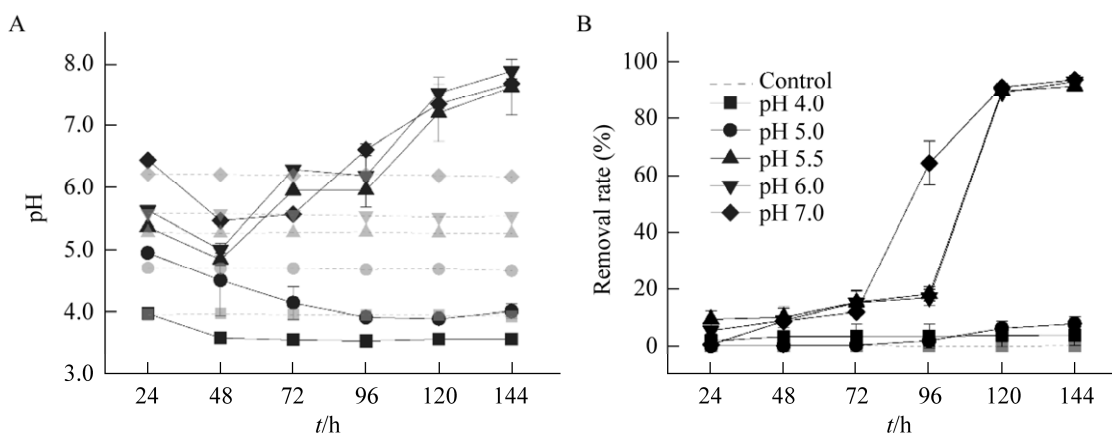 A
pH
8.0
7.0
6.0
5.0
4.0
3.0
24 48 72 96 120 144
t/h
B
Removal rate (%)
100
80
60
40
20
0
Control
pH 4.0
pH 5.0
pH 5.5
pH 6.0
pH 7.0
24 48 72 96 120 144
t/h